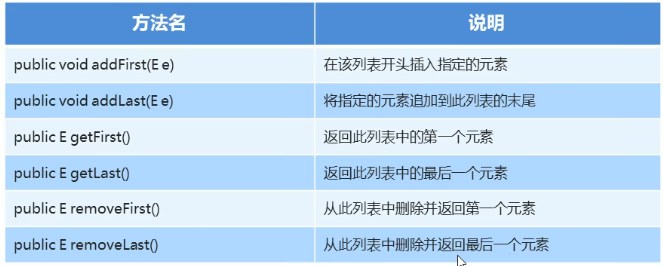 方法名 说明
public void addFirst(E e) 在该列表开头插入指定的元素
public void addLast(E e) 将指定的元素追加到此列表的末尾
public E getFirst() 返回此列表中的第一个元素
public E getLast() 返回此列表中的最后一个元素
public E removeFirst() 从此列表中删除并返回第一个元素
public E removeLast() 从此列表中删除并返回最后一个元素